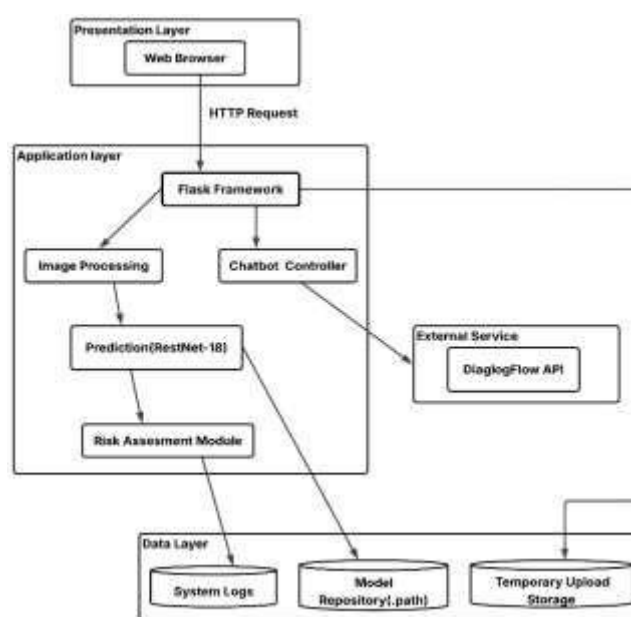 Presentation Layer
Web Browser
HTTP Request
Application layer
Flask Framework
Image Processing
Chatbot Controller
Prediction(RestNet-18)
External Service
DiaglogFlow API
Risk Assesment Module
Data Layer
System Logs
Model
Repository(.path)
Temporary Upload
Storage